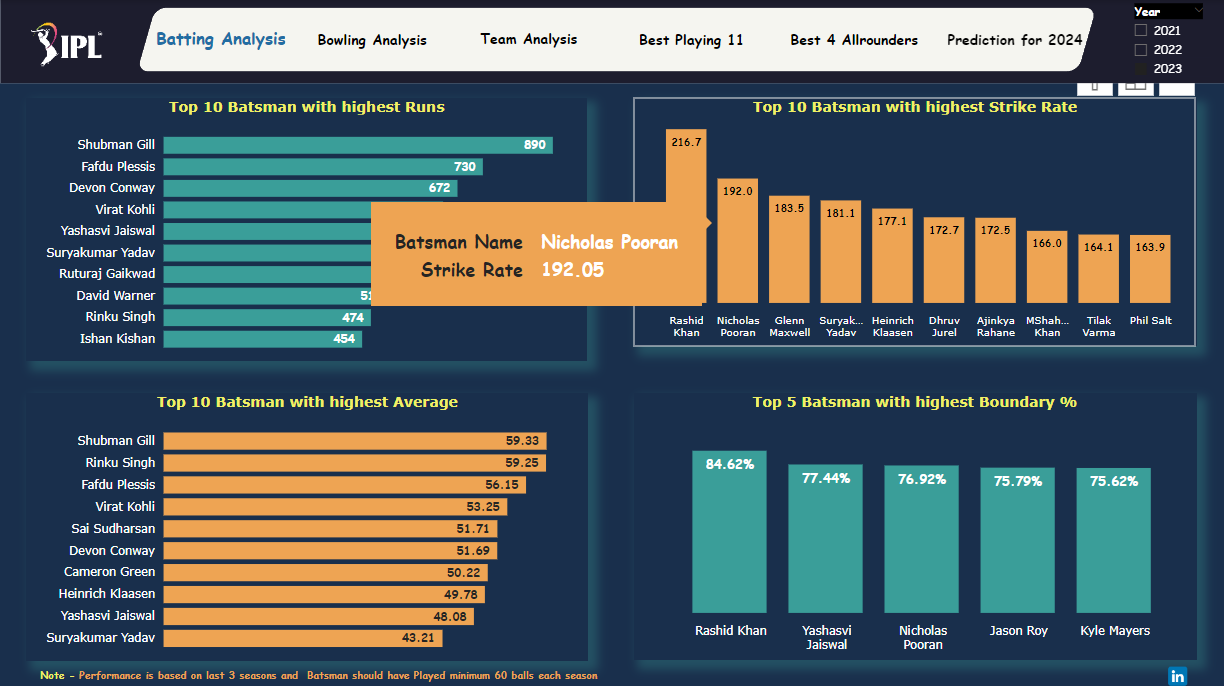 IPL
Batting Analysis
Bowling Analysis
Team Analysis
Best Playing 11
Best 4 Allrounders
Prediction for 2024
Year
2021
2022
2023
Top 10 Batsman with highest Runs
Shubman Gill 890
Fafdu Plessis 730
Devon Conway 672
Virat Kohli
Yashasvi Jaiswal
Suryakumar Yadav
Ruturaj Gaikwad
David Warner
Rinku Singh 474
Ishan Kishan 454
Top 10 Batsman with highest Strike Rate
216.7
192.0
183.5
181.1
177.1
172.7
172.5
166.0
164.1
163.9
Rashid
Khan
Nicholas
Pooran
Glenn
Maxwell
Suryak...
Yadav
Heinrich
Klaasen
Dhruv
Jurel
Ajinkya
Rahane
MShah...
Khan
Tilak
Varma
Phil Salt
Batsman Name Nicholas Pooran
Strike Rate 192.05
Top 10 Batsman with highest Average
Shubman Gill 59.33
Rinku Singh 59.25
Fafdu Plessis 56.15
Virat Kohli 53.25
Sai Sudharsan 51.71
Devon Conway 51.69
Cameron Green 50.22
Heinrich Klaasen 49.78
Yashasvi Jaiswal 48.08
Suryakumar Yadav 43.21
Top 5 Batsman with highest Boundary %
84.62%
77.44%
76.92%
75.79%
75.62%
Rashid Khan
Yashasvi
Jaiswal
Nicholas
Pooran
Jason Roy
Kyle Mayers
Note - Performance is based on last 3 seasons and Batsman should have Played minimum 60 balls each season
in